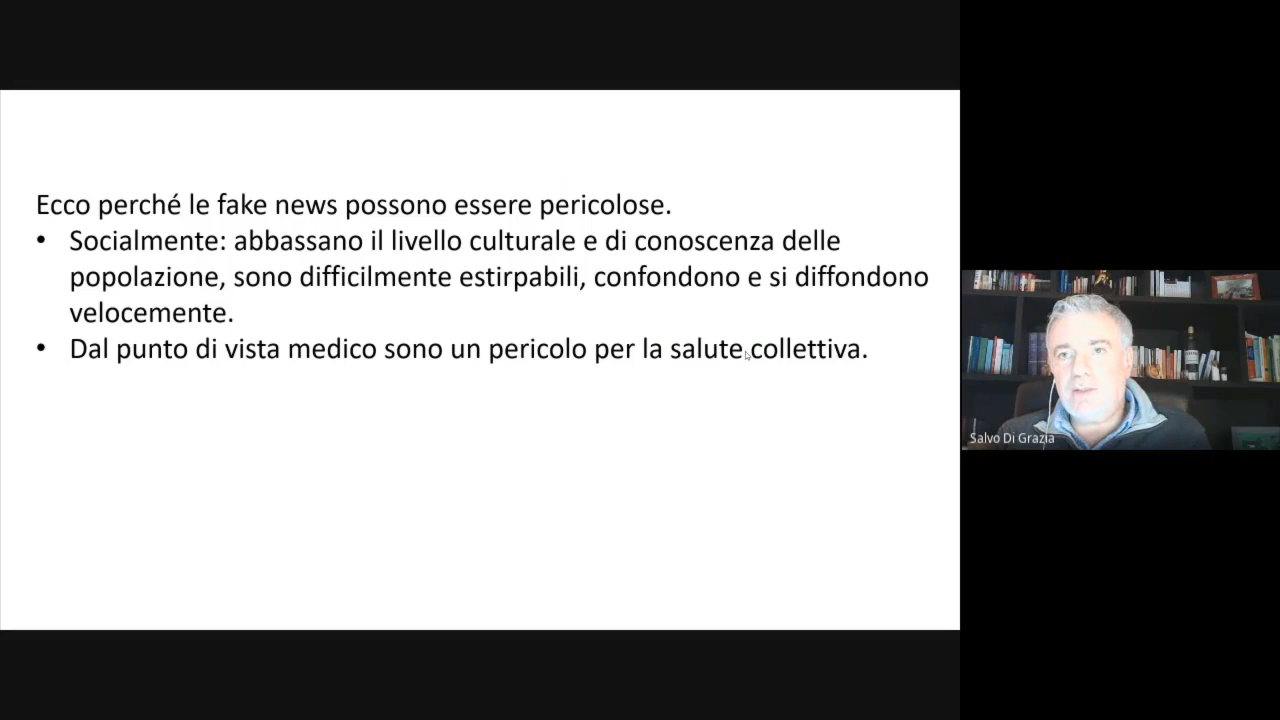 Ecco perché le fake news possono essere pericolose.
• Socialmente: abbassano il livello culturale e di conoscenza delle
popolazione, sono difficilmente estirpabili, confondono e si diffondono
velocemente.
• Dal punto di vista medico sono un pericolo per la salute collettiva.
Salvo Di Grazia